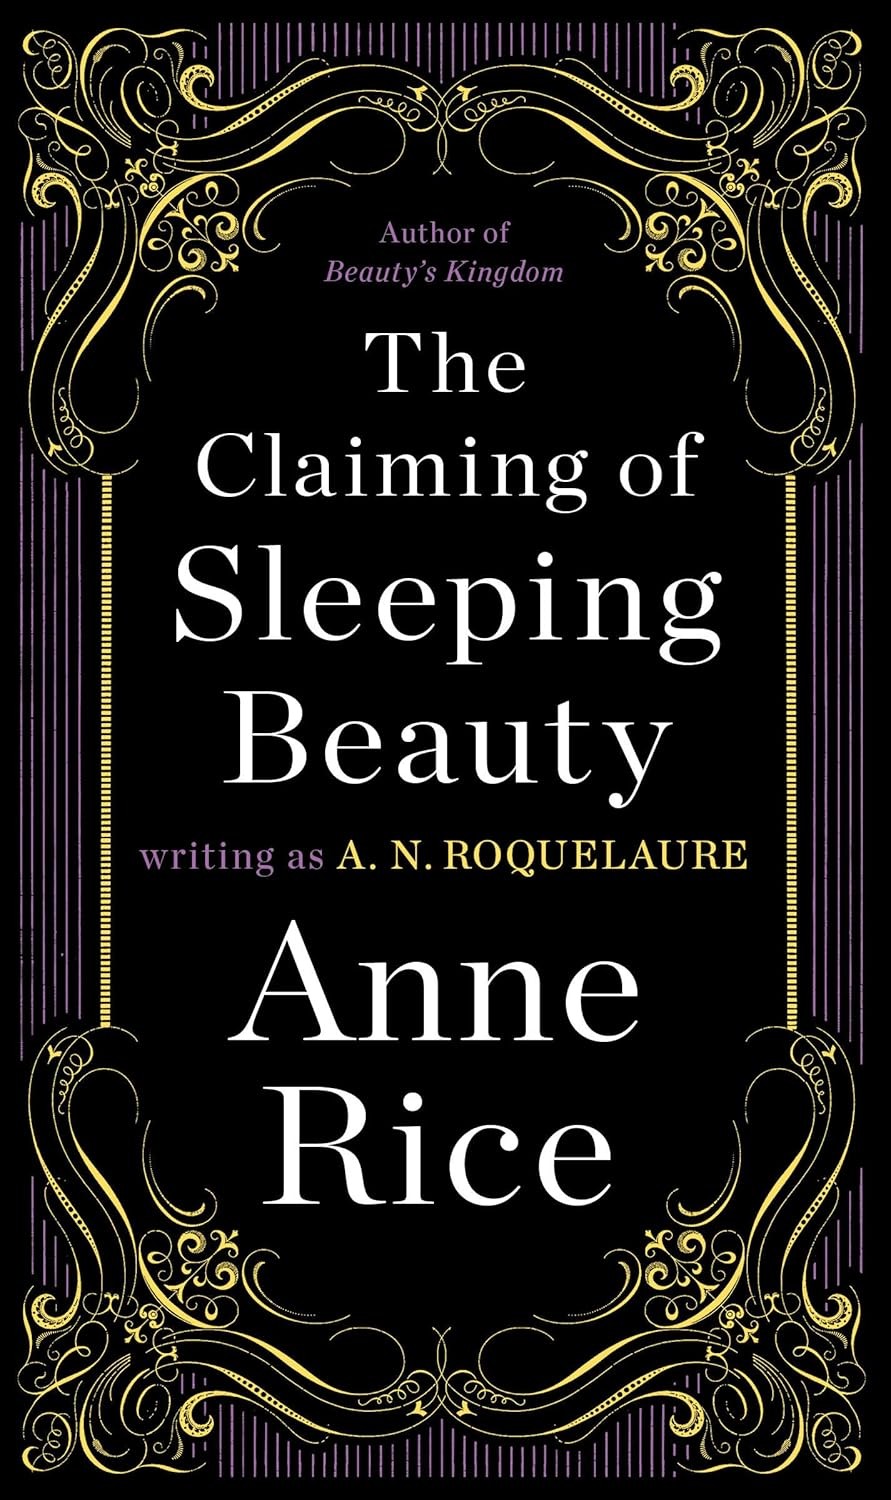 Author of
Beauty's Kingdom
The
Claiming of
Sleeping
Beauty
writing as A. N. ROQUELAURE
Anne
Rice